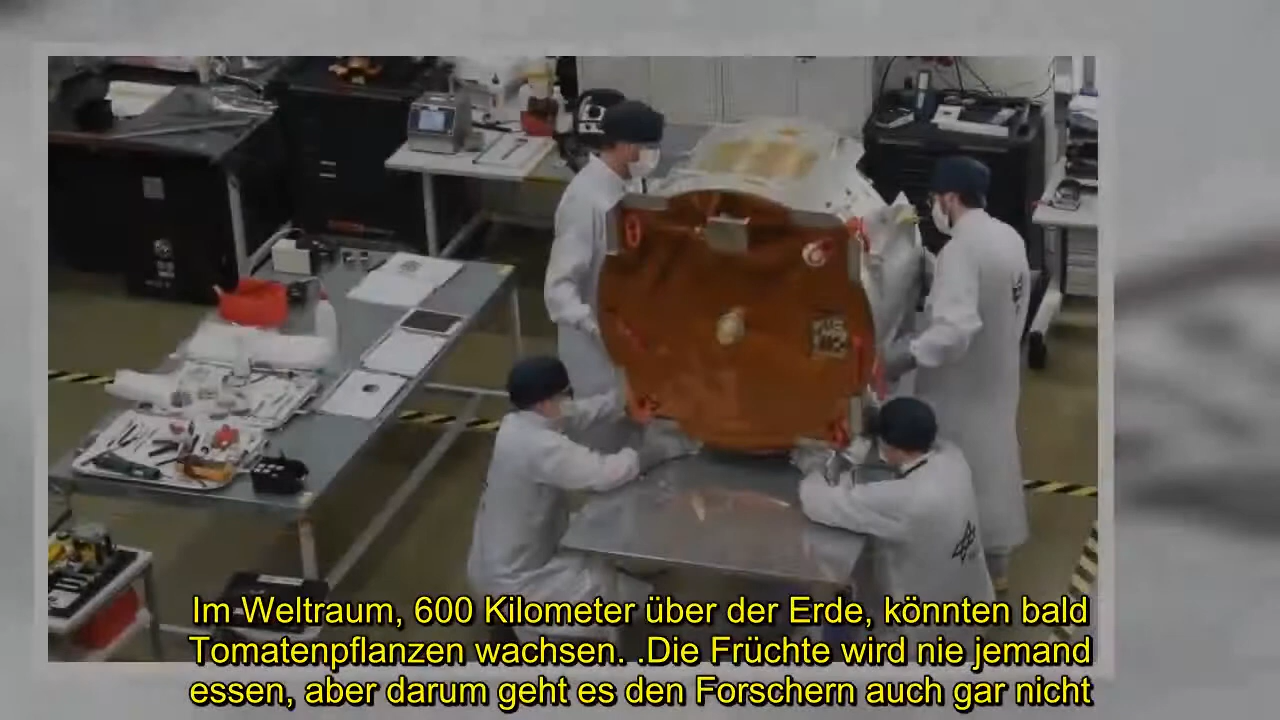 Im Weltraum, 600 Kilometer über der Erde, könnten bald
Tomatenpflanzen wachsen. .Die Früchte wird nie jemand
essen, aber darum geht es den Forschern auch gar nicht